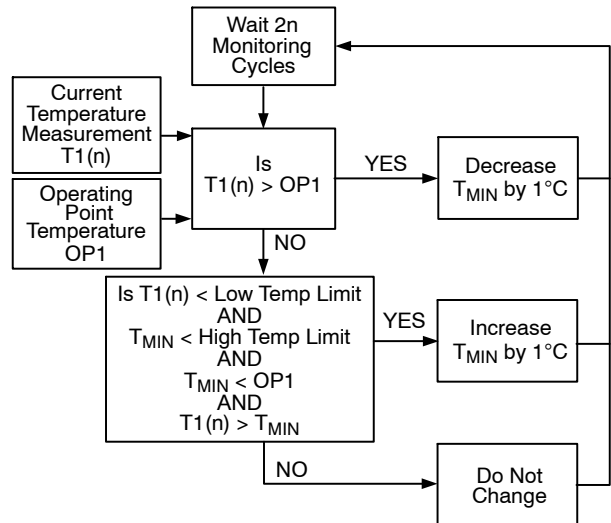 Wait 2n
Monitoring
Cycles
Current
Temperature
Measurement
T1(n)
Operating
Point
Temperature
OP1
Is
T1(n) > OP1
YES
Decrease
TMIN by 1°C
NO
Is T1(n) < Low Temp Limit
AND
TMIN < High Temp Limit
AND
TMIN < OP1
AND
T1(n) > TMIN
YES
Increase
TMIN by 1°C
NO
Do Not
Change